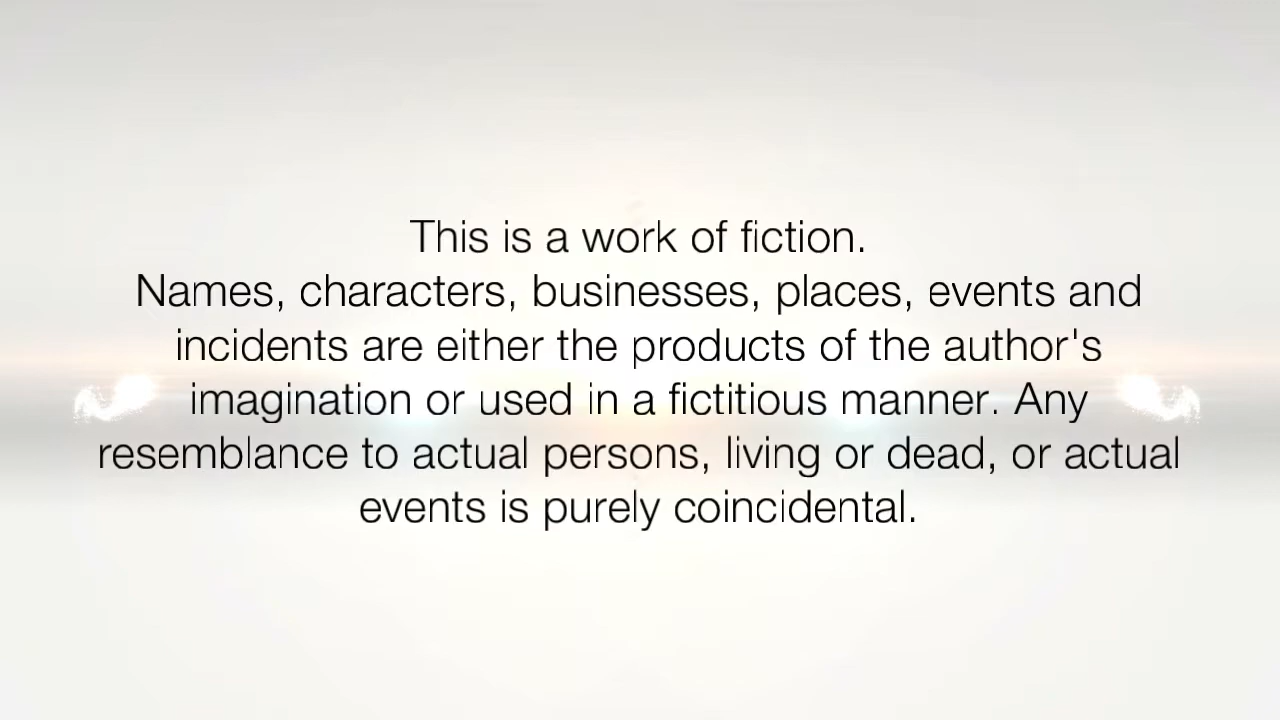 This is a work of fiction.
Names, characters, businesses, places, events and
incidents are either the products of the author's
imagination or used in a fictitious manner. Any
resemblance to actual persons, living or dead, or actual
events is purely coincidental.